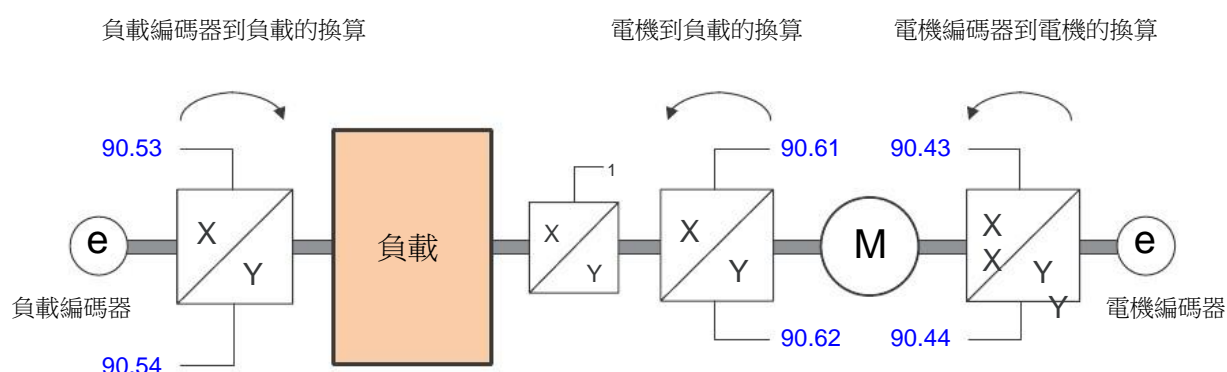 負載編碼器到負載的換算 電機到負載的換算 電機編碼器到電機的換算
90.53 90.61 90.43
1
X X X X
X
e 負載 M e
Y Y Y Y
Y
負載編碼器 電機編碼器
90.54 90.62 90.44